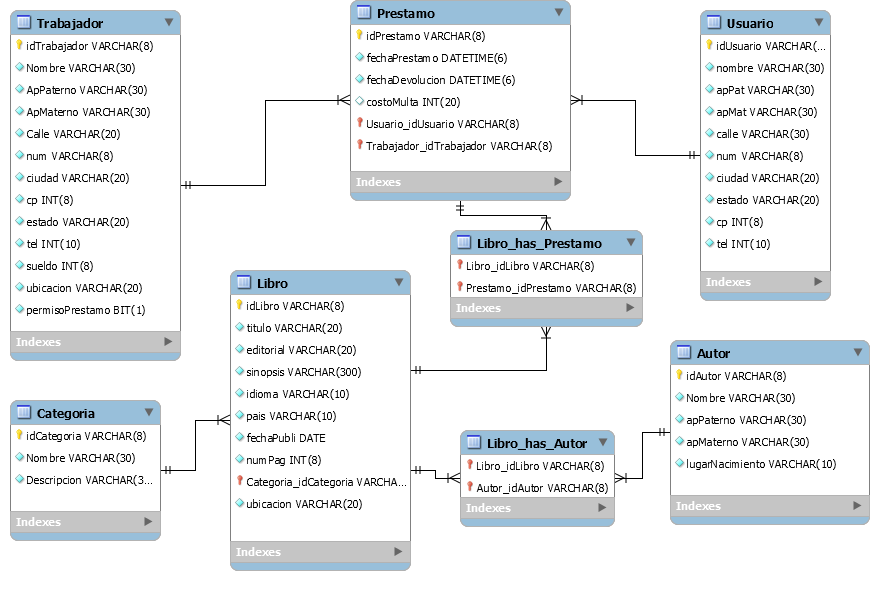 Trabajador
idTrabajador VARCHAR(8)
Nombre VARCHAR(30)
ApPaterno VARCHAR(30)
ApMaterno VARCHAR(30)
Calle VARCHAR(20)
num VARCHAR(8)
ciudad VARCHAR(20)
cp INT(8)
estado VARCHAR(20)
tel INT(10)
sueldo INT(8)
ubicacion VARCHAR(20)
permisoPrestamo BIT(1)
Indexes
Prestamo
idPrestamo VARCHAR(8)
fechaPrestamo DATETIME(6)
fechaDevolucion DATETIME(6)
costoMulta INT(20)
Usuario_idUsuario VARCHAR(8)
Trabajador_idTrabajador VARCHAR(8)
Indexes
Usuario
idUsuario VARCHAR(...
nombre VARCHAR(30)
apPat VARCHAR(30)
apMat VARCHAR(30)
calle VARCHAR(30)
num VARCHAR(8)
ciudad VARCHAR(20)
estado VARCHAR(20)
cp INT(8)
tel INT(10)
Indexes
Libro_has_Prestamo
Libro_idLibro VARCHAR(8)
Prestamo_idPrestamo VARCHAR(8)
Indexes
Libro
idLibro VARCHAR(8)
titulo VARCHAR(20)
editorial VARCHAR(20)
sinopsis VARCHAR(300)
idioma VARCHAR(10)
pais VARCHAR(10)
fechaPubli DATE
numPag INT(8)
Categoria_idCategoria VARCHA...
ubicacion VARCHAR(20)
Indexes
Categoria
idCategoria VARCHAR(8)
Nombre VARCHAR(30)
Descripcion VARCHAR(3...
Indexes
Libro_has_Autor
Libro_idLibro VARCHAR(8)
Autor_idAutor VARCHAR(8)
Indexes
Autor
idAutor VARCHAR(8)
Nombre VARCHAR(30)
apPaterno VARCHAR(30)
apMaterno VARCHAR(30)
lugarNacimiento VARCHAR(10)
Indexes